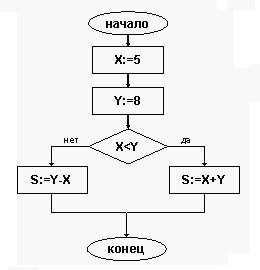 начало
X:=5
Y:=8
нет
X<Y
да
S:=Y-X
S:=X+Y
конец